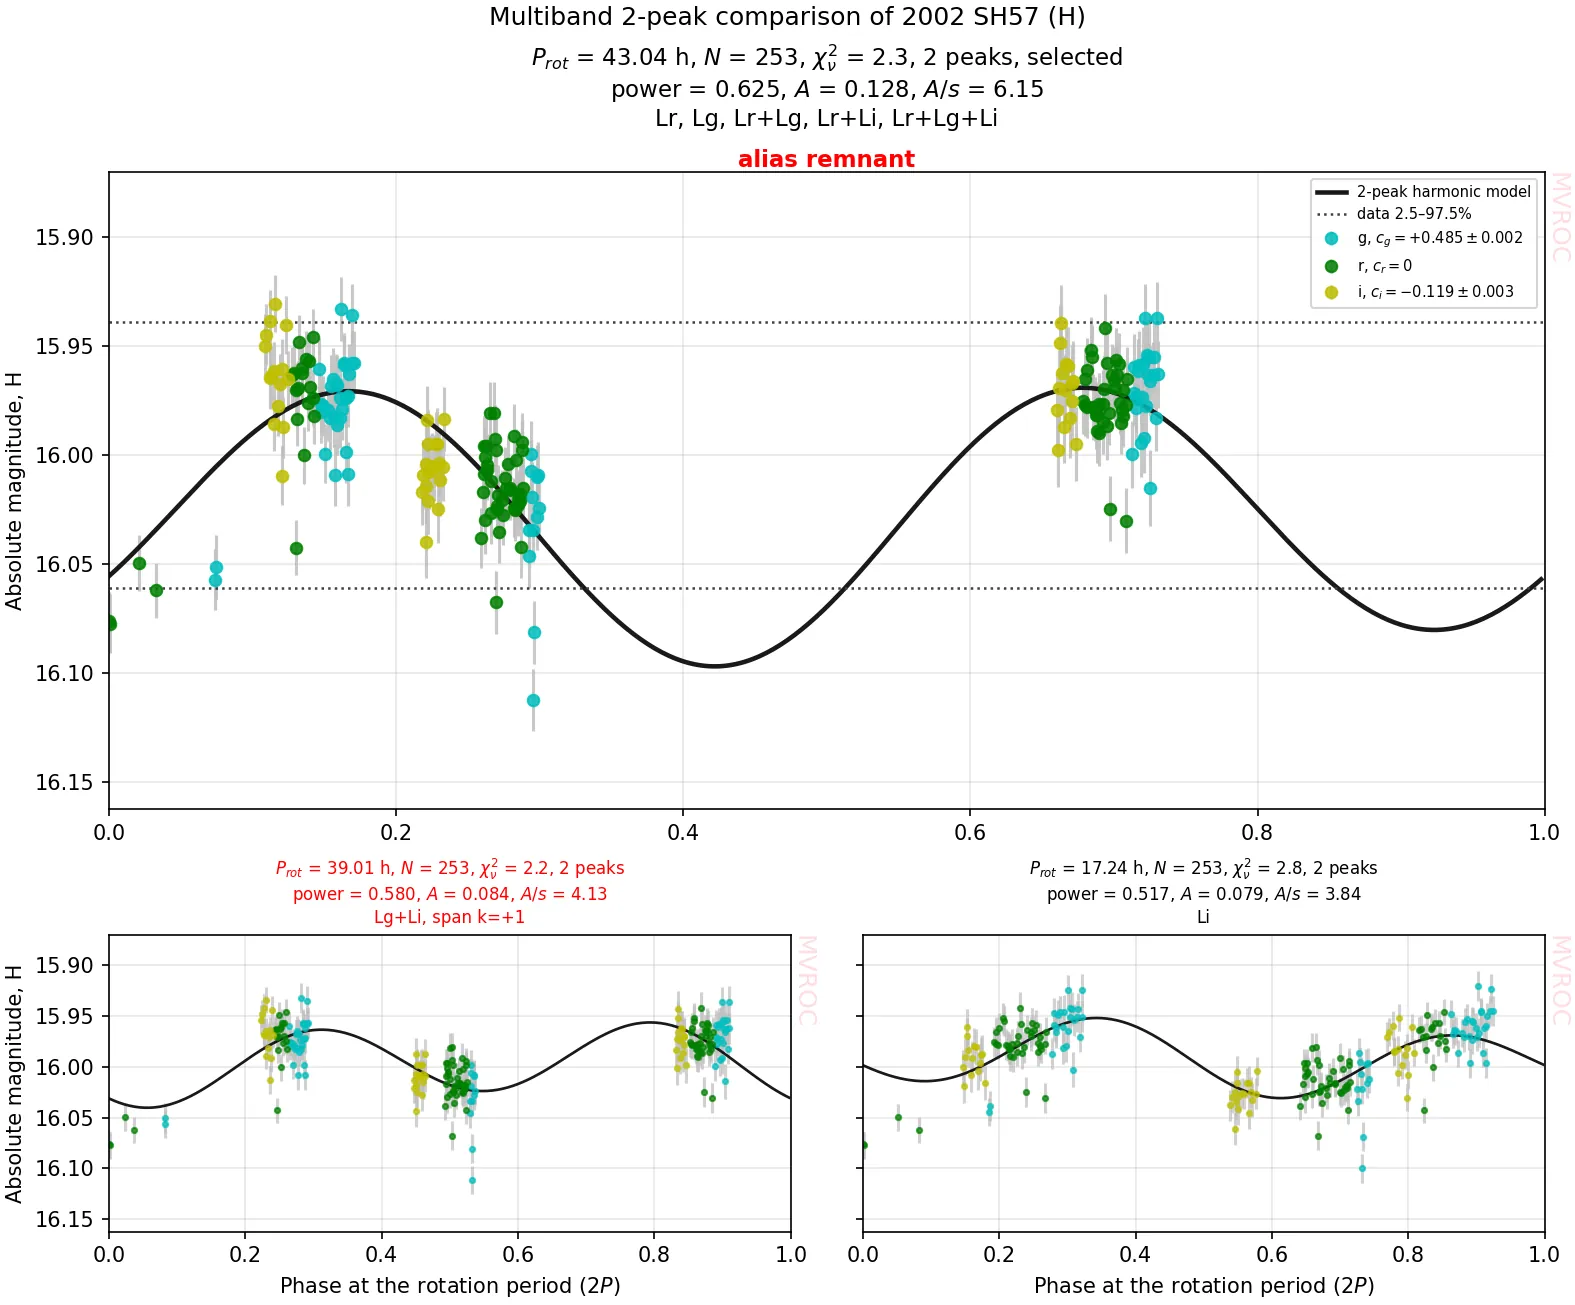 Multiband 2-peak comparison of 2002 SH57 (H)
P_rot = 43.04 h, N = 253, χ²_ν = 2.3, 2 peaks, selected
power = 0.625, A = 0.128, A/s = 6.15
Lr, Lg, Lr+Lg, Lr+Li, Lr+Lg+Li
alias remnant
2-peak harmonic model
data 2.5–97.5%
g, c_g = +0.485 ± 0.002
r, c_r = 0
i, c_i = −0.119 ± 0.003
MVROC
Absolute magnitude, H
15.90
15.95
16.00
16.05
16.10
16.15
0.0 0.2 0.4 0.6 0.8 1.0
P_rot = 39.01 h, N = 253, χ²_ν = 2.2, 2 peaks
power = 0.580, A = 0.084, A/s = 4.13
Lg+Li, span k=+1
MVROC
Absolute magnitude, H
15.90
15.95
16.00
16.05
16.10
16.15
0.0 0.2 0.4 0.6 0.8 1.0
Phase at the rotation period (2P)
P_rot = 17.24 h, N = 253, χ²_ν = 2.8, 2 peaks
power = 0.517, A = 0.079, A/s = 3.84
Li
MVROC
0.0 0.2 0.4 0.6 0.8 1.0
Phase at the rotation period (2P)